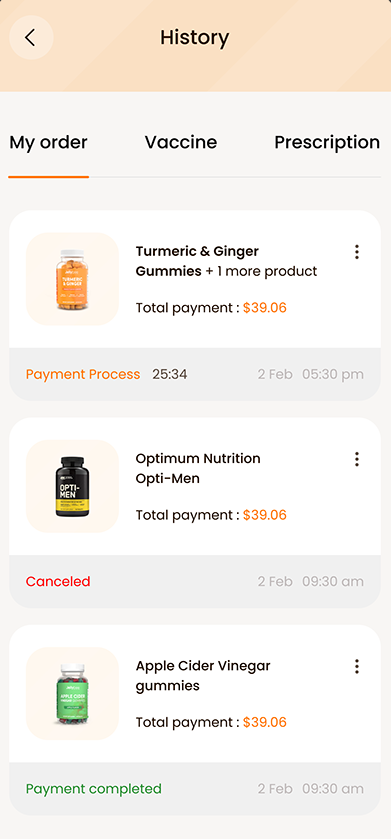 History
My order Vaccine Prescription
Turmeric & Ginger
Gummies + 1 more product
Total payment : $39.06
TURMERIC
& GINGER
Payment Process 25:34 2 Feb 05:30 pm
Optimum Nutrition
Opti-Men
Total payment : $39.06
OPTI-
MEN
Canceled 2 Feb 09:30 am
Apple Cider Vinegar
gummies
Total payment : $39.06
APPLE CIDER
Payment completed 2 Feb 09:30 am